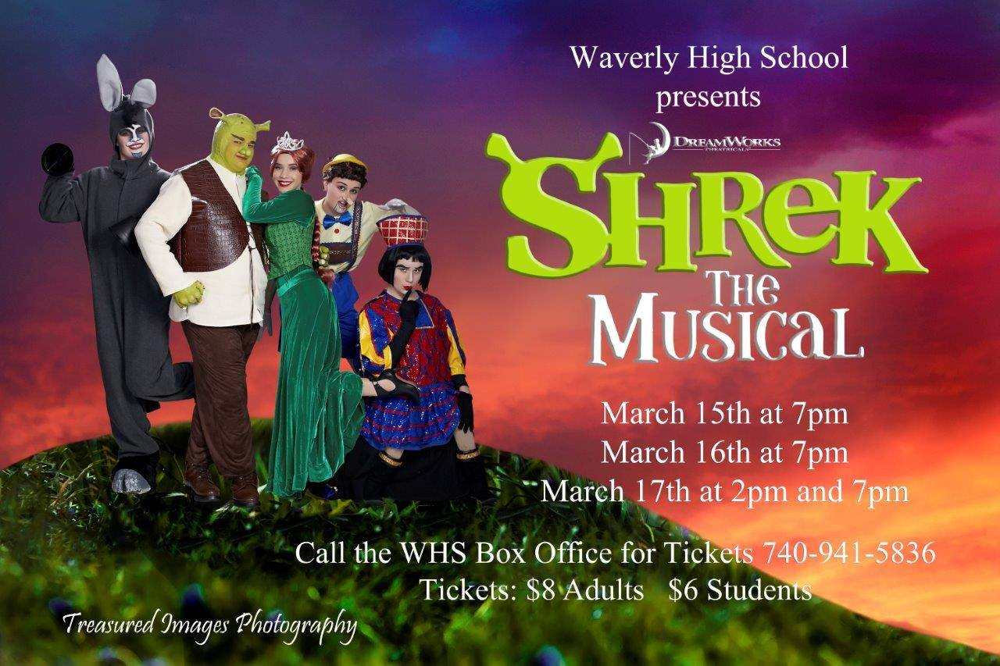 Waverly High School
presents
DREAMWORKS
THEATRICALS
SHReK
THE
MUSICaL
March 15th at 7pm
March 16th at 7pm
March 17th at 2pm and 7pm
Call the WHS Box Office for Tickets 740-941-5836
Tickets: $8 Adults $6 Students
Treasured Images Photography